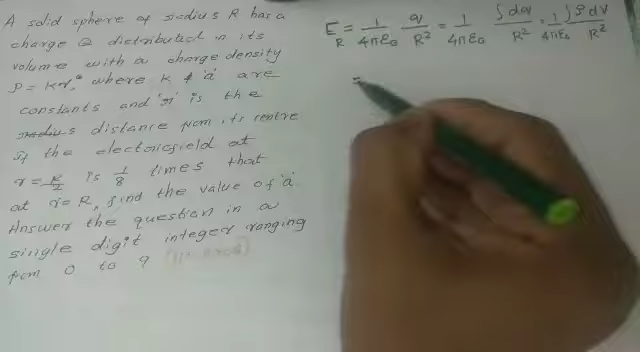 A solid sphere of radius R has a
charge Q distributed in its
volume with a charge density
ρ = kr^a, where k & 'a' are
constants and 'r' is the
distance from its centre
If the electric field at
r = R/2 is 1/8 times that
at r = R, find the value of 'a'.
Answer the question in a
single digit integer ranging
from 0 to 9
E_R = 1/4πε0 q/R² = 1/4πε0 ∫dq/R² = 1/4πε0 ∫ρdV/R²
=